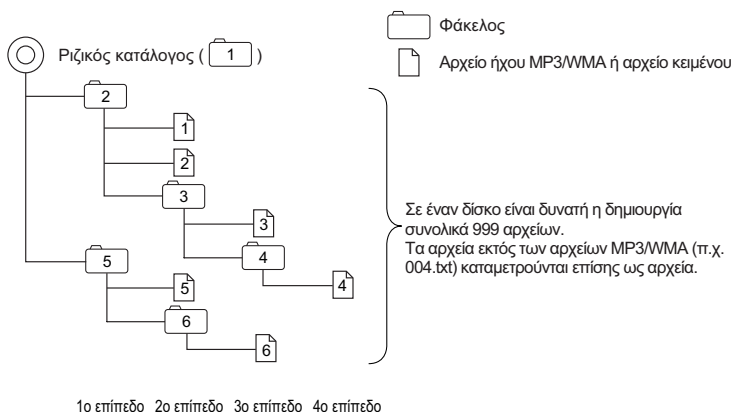 Φάκελος
Ριζικός κατάλογος ( 1 )
Αρχείο ήχου MP3/WMA ή αρχείο κειμένου
2
1
2
3
3
4
4
5
5
6
6
Σε έναν δίσκο είναι δυνατή η δημιουργία
συνολικά 999 αρχείων.
Τα αρχεία εκτός των αρχείων MP3/WMA (π.χ.
004.txt) καταμετρούνται επίσης ως αρχεία.
1ο επίπεδο 2ο επίπεδο 3ο επίπεδο 4ο επίπεδο